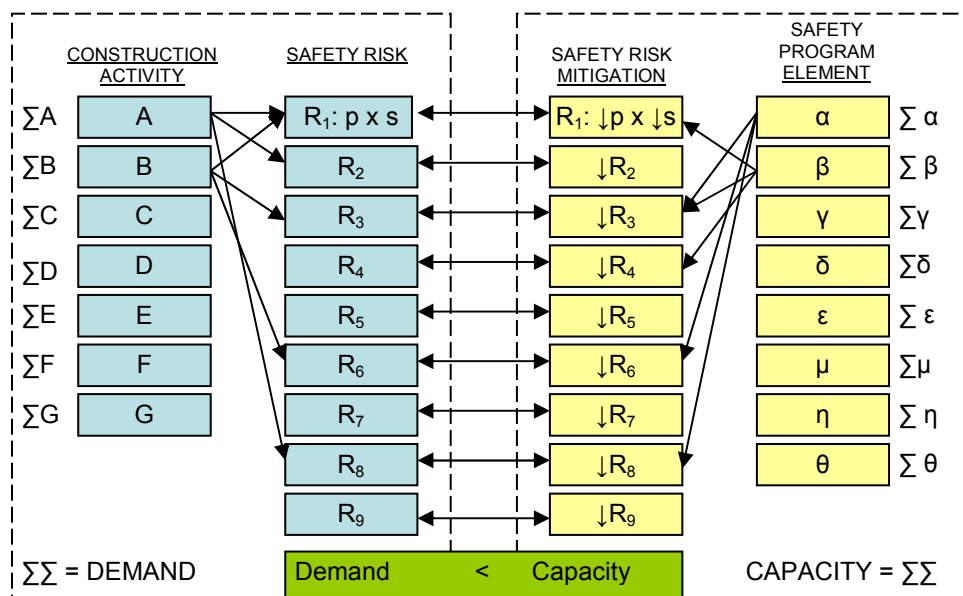 CONSTRUCTION
ACTIVITY
SAFETY RISK
SAFETY RISK
MITIGATION
SAFETY
PROGRAM
ELEMENT
∑A A R₁: p x s R₁: ↓p x ↓s α ∑ α
∑B B R₂ ↓R₂ β ∑ β
∑C C R₃ ↓R₃ γ ∑γ
∑D D R₄ ↓R₄ δ ∑δ
∑E E R₅ ↓R₅ ε ∑ ε
∑F F R₆ ↓R₆ μ ∑μ
∑G G R₇ ↓R₇ η ∑ η
R₈ ↓R₈ θ ∑ θ
R₉ ↓R₉
∑∑ = DEMAND Demand < Capacity CAPACITY = ∑∑